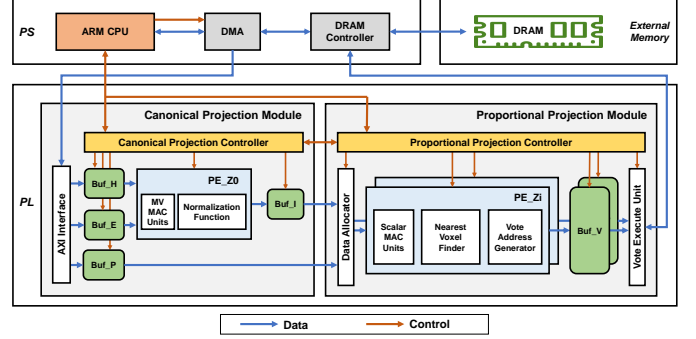 PS
ARM CPU
DMA
DRAM
Controller
DRAM
External
Memory
PL
Canonical Projection Module
Canonical Projection Controller
AXI Interface
Buf_H
Buf_E
Buf_P
PE_Z0
MV
MAC
Units
Normalization
Function
Buf_I
Proportional Projection Module
Proportional Projection Controller
Data Allocator
PE_Zi
Scalar
MAC
Units
Nearest
Voxel
Finder
Vote
Address
Generator
Buf_V
Vote Execute Unit
Data
Control